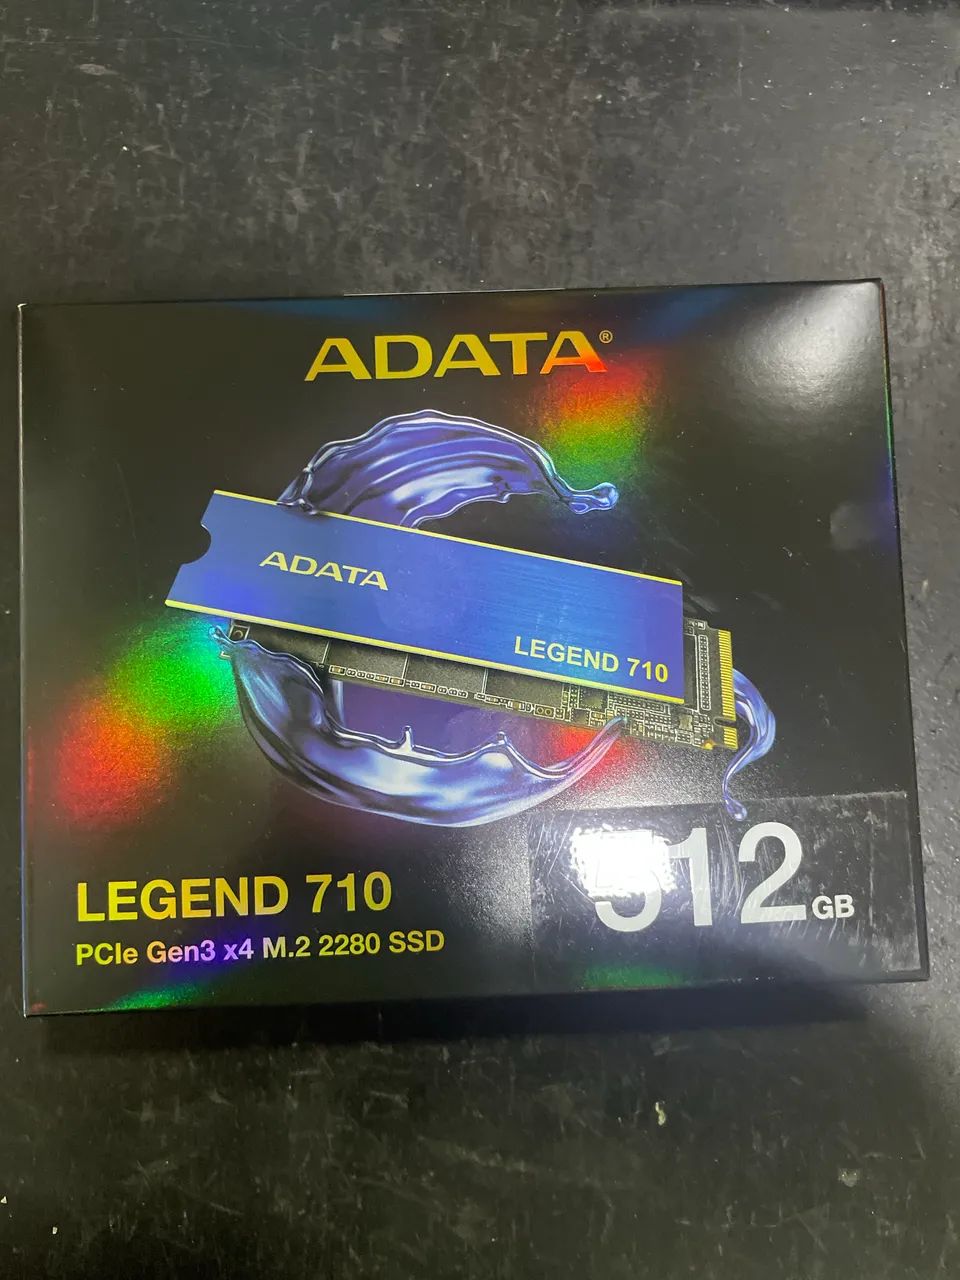 ADATA®
ADATA
LEGEND 710
512GB
LEGEND 710
PCIe Gen3 x4 M.2 2280 SSD